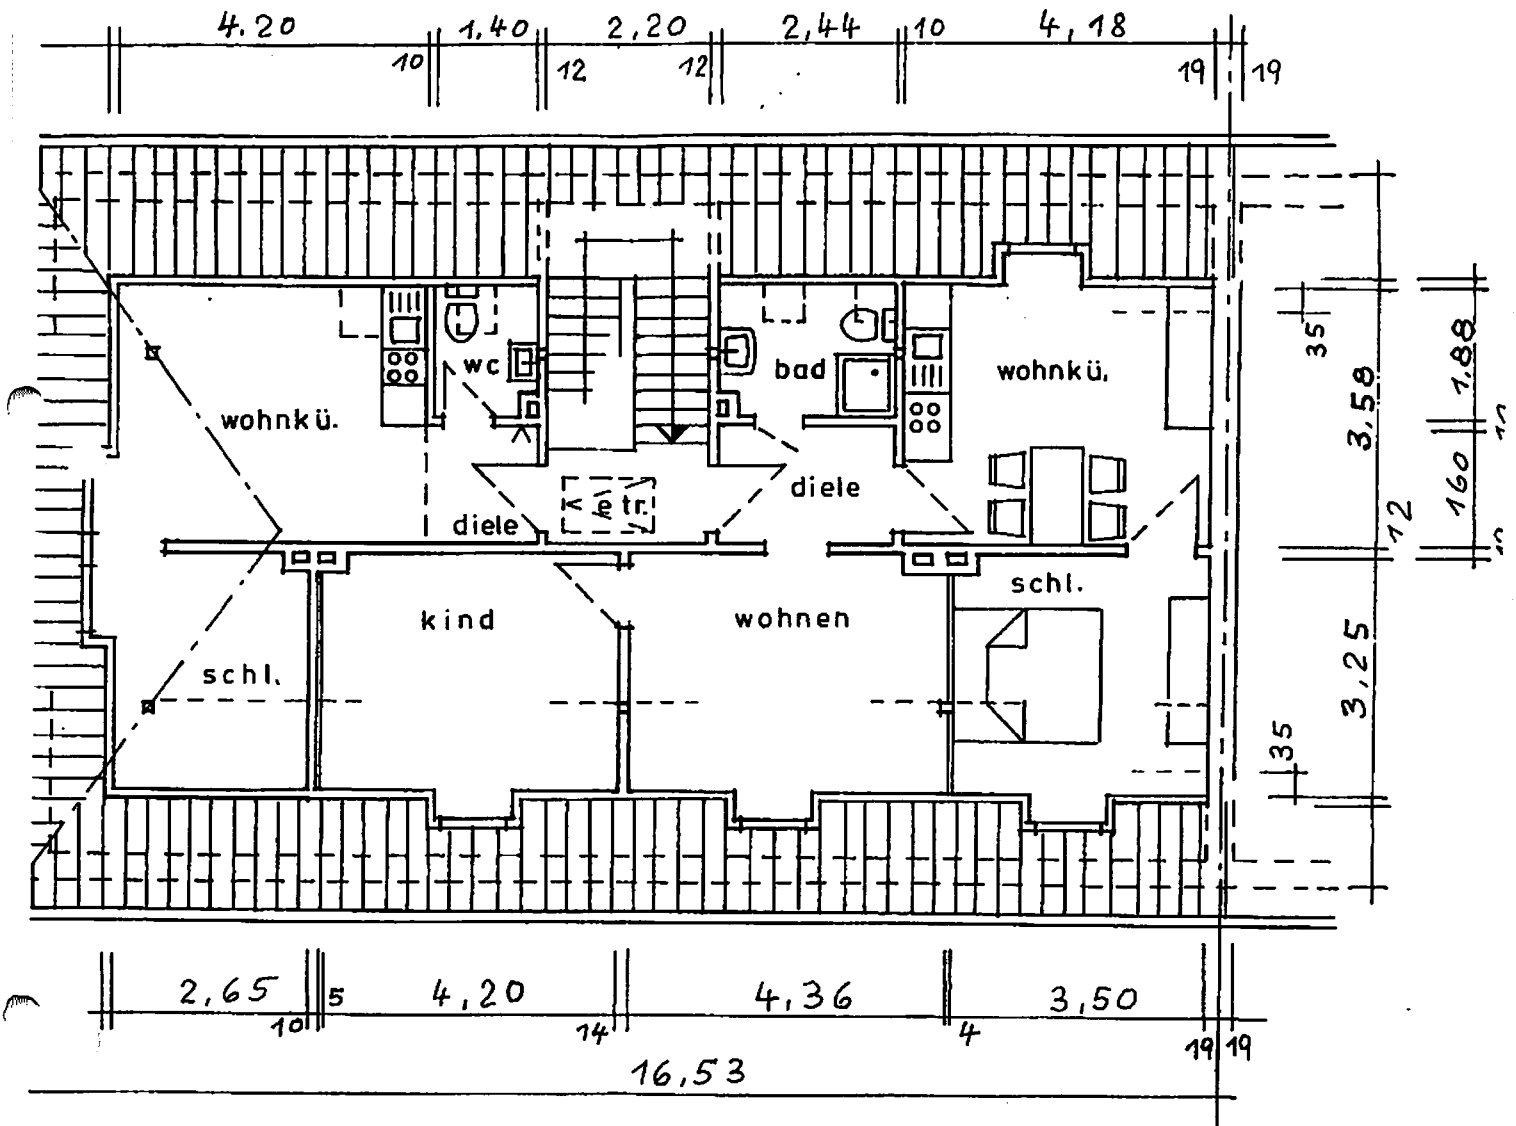 4.20 1,40 2,20 2,44 10 4,18
10 12 12 19 19
wc
bad
wohnkü.
wohnkü.
diele
diele
etr.
schl.
kind
wohnen
schl.
35
1.88
3,58
160
12
3,25
35
2,65 5 4,20 4,36 3,50
10 14 4 19 19
16,53